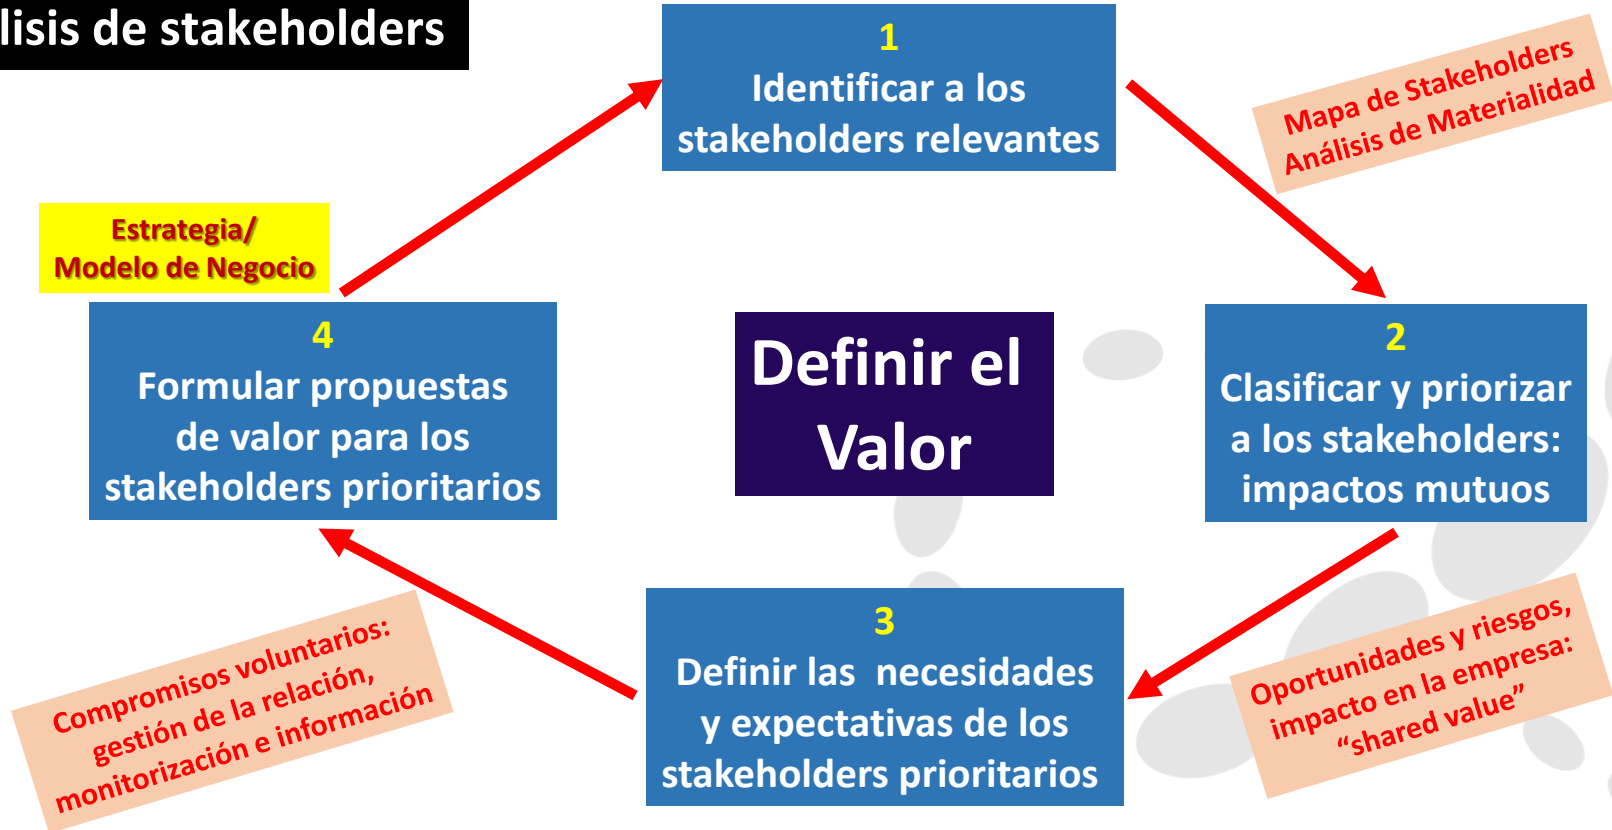 lisis de stakeholders
1
Identificar a los
stakeholders relevantes
Mapa de Stakeholders
Análisis de Materialidad
Estrategia/
Modelo de Negocio
4
Formular propuestas
de valor para los
stakeholders prioritarios
Definir el
Valor
2
Clasificar y priorizar
a los stakeholders:
impactos mutuos
3
Definir las  necesidades
y expectativas de los
stakeholders prioritarios
Compromisos voluntarios:
gestión de la relación,
monitorización e información
Oportunidades y riesgos,
impacto en la empresa:
“shared value”